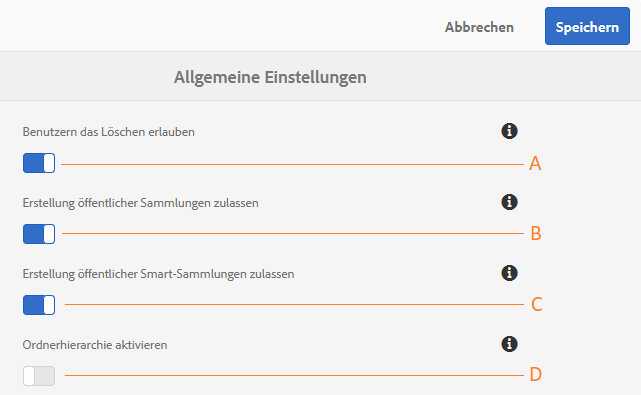 Abbrechen Speichern
Allgemeine Einstellungen
Benutzern das Löschen erlauben
A
Erstellung öffentlicher Sammlungen zulassen
B
Erstellung öffentlicher Smart-Sammlungen zulassen
C
Ordnerhierarchie aktivieren
D